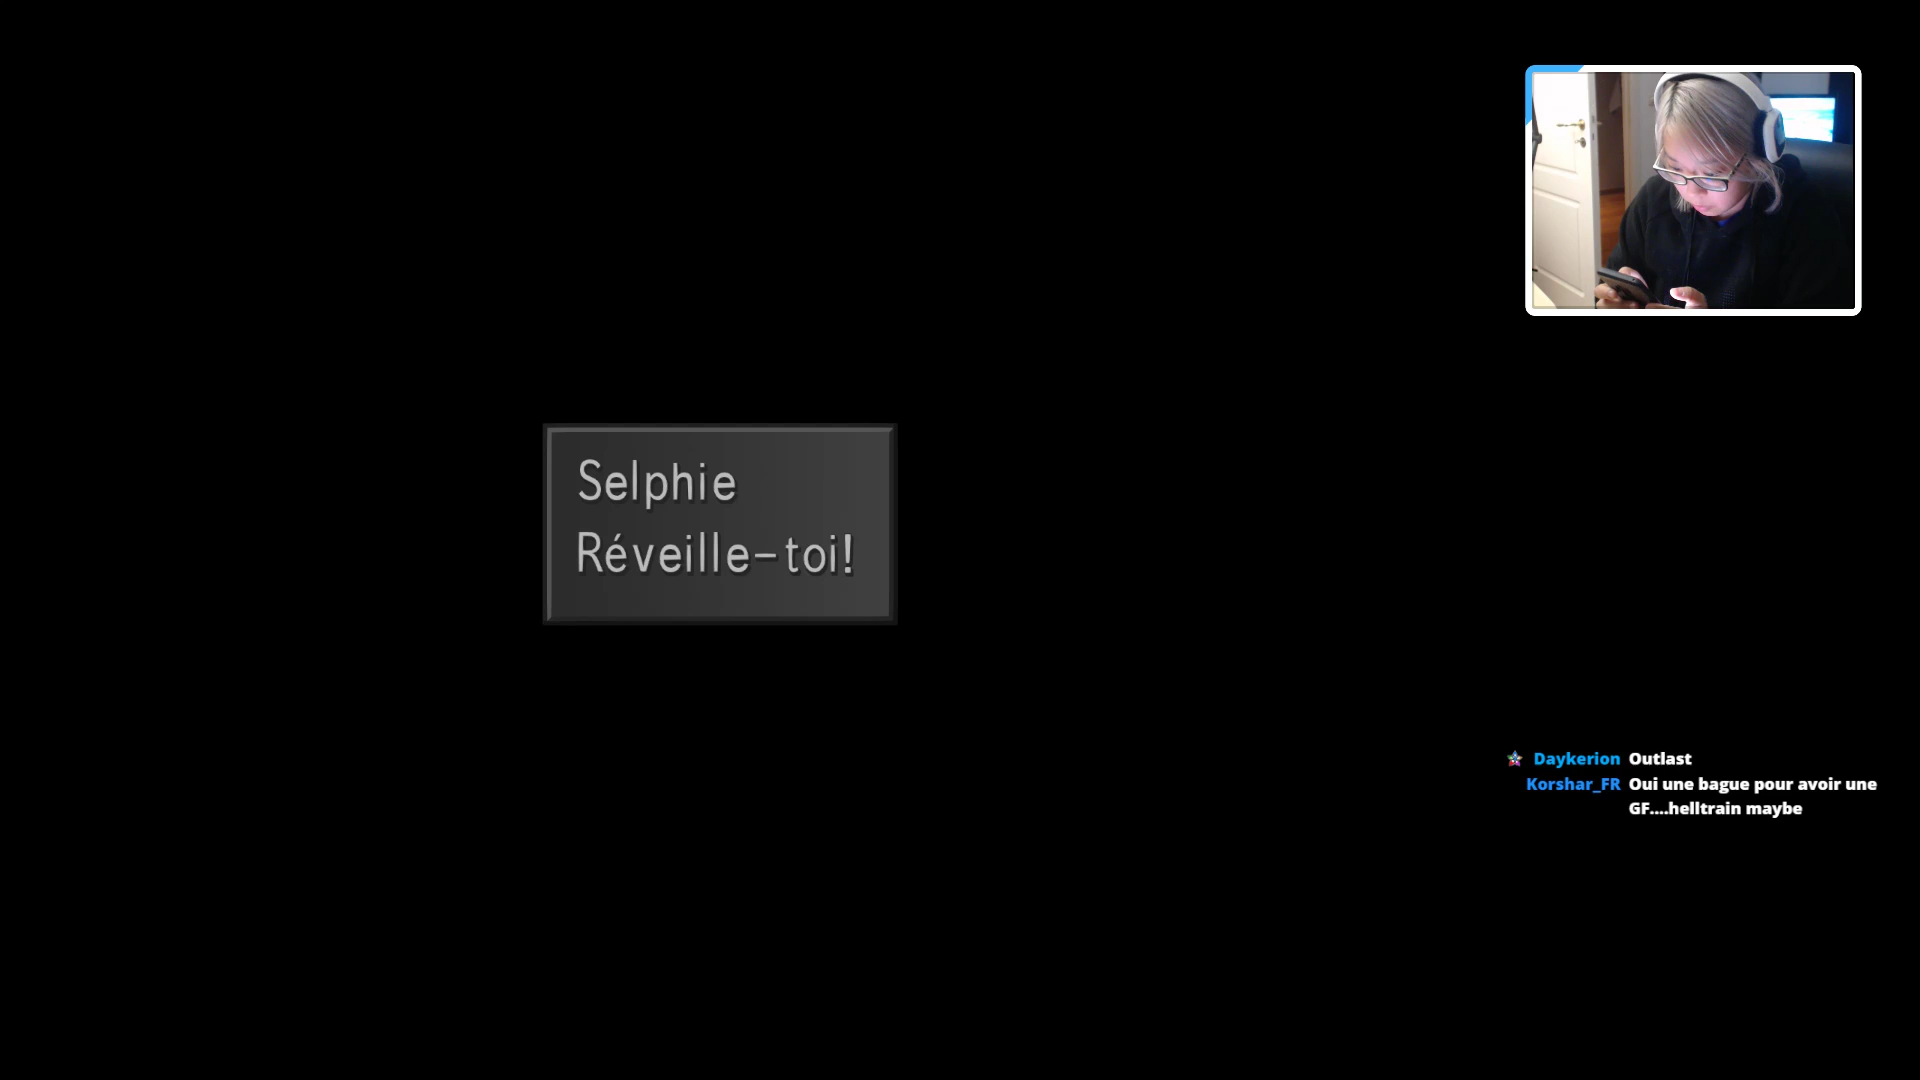 Selphie
Réveille-toi!
Daykerion Outlast
Korshar_FR Oui une bague pour avoir une
GF....helltrain maybe